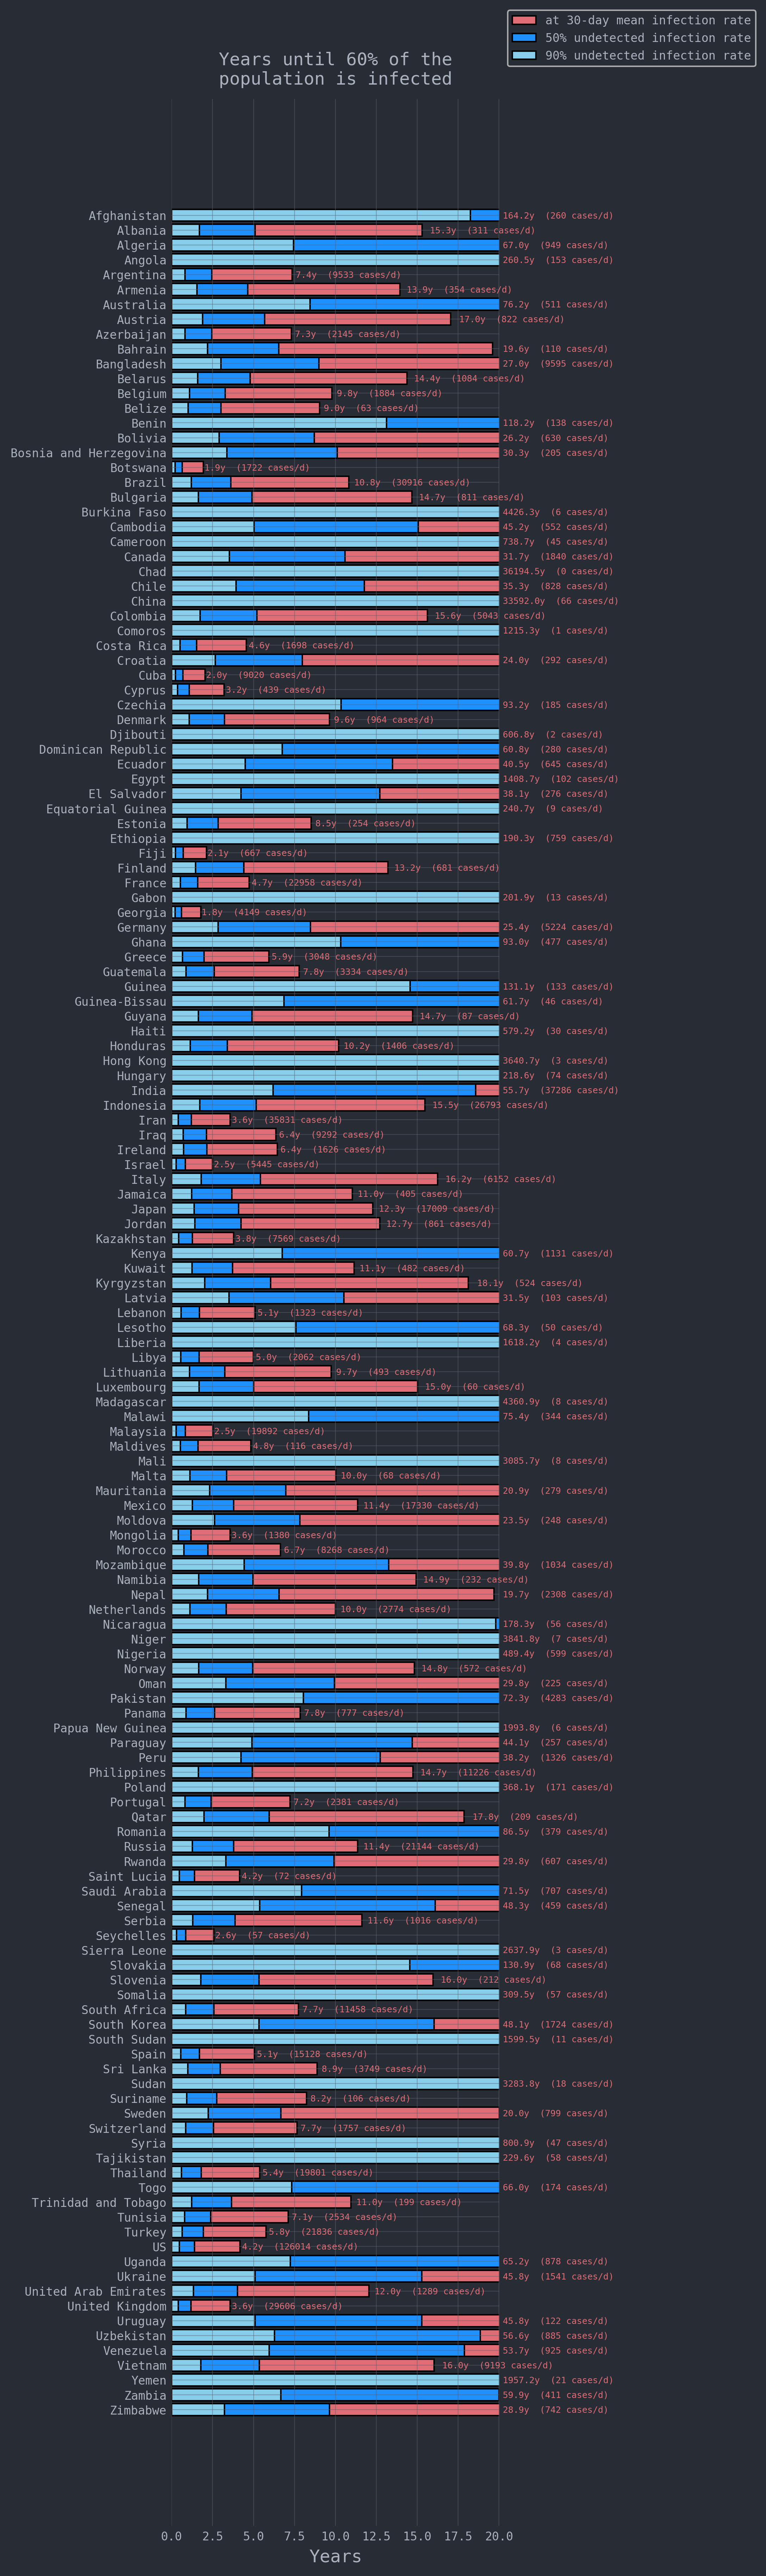 at 30-day mean infection rate
50% undetected infection rate
90% undetected infection rate
Years until 60% of the
population is infected
Afghanistan 164.2y (260 cases/d)
Albania 15.3y (311 cases/d)
Algeria 67.0y (949 cases/d)
Angola 260.5y (153 cases/d)
Argentina 7.4y (9533 cases/d)
Armenia 13.9y (354 cases/d)
Australia 76.2y (511 cases/d)
Austria 17.0y (822 cases/d)
Azerbaijan 7.3y (2145 cases/d)
Bahrain 19.6y (110 cases/d)
Bangladesh 27.0y (9595 cases/d)
Belarus 14.4y (1084 cases/d)
Belgium 9.8y (1884 cases/d)
Belize 9.0y (63 cases/d)
Benin 118.2y (138 cases/d)
Bolivia 26.2y (630 cases/d)
Bosnia and Herzegovina 30.3y (205 cases/d)
Botswana 1.9y (1722 cases/d)
Brazil 10.8y (30916 cases/d)
Bulgaria 14.7y (811 cases/d)
Burkina Faso 4426.3y (6 cases/d)
Cambodia 45.2y (552 cases/d)
Cameroon 738.7y (45 cases/d)
Canada 31.7y (1840 cases/d)
Chad 36194.5y (0 cases/d)
Chile 35.3y (828 cases/d)
China 33592.0y (66 cases/d)
Colombia 15.6y (5043 cases/d)
Comoros 1215.3y (1 cases/d)
Costa Rica 4.6y (1698 cases/d)
Croatia 24.0y (292 cases/d)
Cuba 2.0y (9020 cases/d)
Cyprus 3.2y (439 cases/d)
Czechia 93.2y (185 cases/d)
Denmark 9.6y (964 cases/d)
Djibouti 606.8y (2 cases/d)
Dominican Republic 60.8y (280 cases/d)
Ecuador 40.5y (645 cases/d)
Egypt 1408.7y (102 cases/d)
El Salvador 38.1y (276 cases/d)
Equatorial Guinea 240.7y (9 cases/d)
Estonia 8.5y (254 cases/d)
Ethiopia 190.3y (759 cases/d)
Fiji 2.1y (667 cases/d)
Finland 13.2y (681 cases/d)
France 4.7y (22958 cases/d)
Gabon 201.9y (13 cases/d)
Georgia 1.8y (4149 cases/d)
Germany 25.4y (5224 cases/d)
Ghana 93.0y (477 cases/d)
Greece 5.9y (3048 cases/d)
Guatemala 7.8y (3334 cases/d)
Guinea 131.1y (133 cases/d)
Guinea-Bissau 61.7y (46 cases/d)
Guyana 14.7y (87 cases/d)
Haiti 579.2y (30 cases/d)
Honduras 10.2y (1406 cases/d)
Hong Kong 3640.7y (3 cases/d)
Hungary 218.6y (74 cases/d)
India 55.7y (37286 cases/d)
Indonesia 15.5y (26793 cases/d)
Iran 3.6y (35831 cases/d)
Iraq 6.4y (9292 cases/d)
Ireland 6.4y (1626 cases/d)
Israel 2.5y (5445 cases/d)
Italy 16.2y (6152 cases/d)
Jamaica 11.0y (405 cases/d)
Japan 12.3y (17009 cases/d)
Jordan 12.7y (861 cases/d)
Kazakhstan 3.8y (7569 cases/d)
Kenya 60.7y (1131 cases/d)
Kuwait 11.1y (482 cases/d)
Kyrgyzstan 18.1y (524 cases/d)
Latvia 31.5y (103 cases/d)
Lebanon 5.1y (1323 cases/d)
Lesotho 68.3y (50 cases/d)
Liberia 1618.2y (4 cases/d)
Libya 5.0y (2062 cases/d)
Lithuania 9.7y (493 cases/d)
Luxembourg 15.0y (60 cases/d)
Madagascar 4360.9y (8 cases/d)
Malawi 75.4y (344 cases/d)
Malaysia 2.5y (19892 cases/d)
Maldives 4.8y (116 cases/d)
Mali 3085.7y (8 cases/d)
Malta 10.0y (68 cases/d)
Mauritania 20.9y (279 cases/d)
Mexico 11.4y (17330 cases/d)
Moldova 23.5y (248 cases/d)
Mongolia 3.6y (1380 cases/d)
Morocco 6.7y (8268 cases/d)
Mozambique 39.8y (1034 cases/d)
Namibia 14.9y (232 cases/d)
Nepal 19.7y (2308 cases/d)
Netherlands 10.0y (2774 cases/d)
Nicaragua 178.3y (56 cases/d)
Niger 3841.8y (7 cases/d)
Nigeria 489.4y (599 cases/d)
Norway 14.8y (572 cases/d)
Oman 29.8y (225 cases/d)
Pakistan 72.3y (4283 cases/d)
Panama 7.8y (777 cases/d)
Papua New Guinea 1993.8y (6 cases/d)
Paraguay 44.1y (257 cases/d)
Peru 38.2y (1326 cases/d)
Philippines 14.7y (11226 cases/d)
Poland 368.1y (171 cases/d)
Portugal 7.2y (2381 cases/d)
Qatar 17.8y (209 cases/d)
Romania 86.5y (379 cases/d)
Russia 11.4y (21144 cases/d)
Rwanda 29.8y (607 cases/d)
Saint Lucia 4.2y (72 cases/d)
Saudi Arabia 71.5y (707 cases/d)
Senegal 48.3y (459 cases/d)
Serbia 11.6y (1016 cases/d)
Seychelles 2.6y (57 cases/d)
Sierra Leone 2637.9y (3 cases/d)
Slovakia 130.9y (68 cases/d)
Slovenia 16.0y (212 cases/d)
Somalia 309.5y (57 cases/d)
South Africa 7.7y (11458 cases/d)
South Korea 48.1y (1724 cases/d)
South Sudan 1599.5y (11 cases/d)
Spain 5.1y (15128 cases/d)
Sri Lanka 8.9y (3749 cases/d)
Sudan 3283.8y (18 cases/d)
Suriname 8.2y (106 cases/d)
Sweden 20.0y (799 cases/d)
Switzerland 7.7y (1757 cases/d)
Syria 800.9y (47 cases/d)
Tajikistan 229.6y (58 cases/d)
Thailand 5.4y (19801 cases/d)
Togo 66.0y (174 cases/d)
Trinidad and Tobago 11.0y (199 cases/d)
Tunisia 7.1y (2534 cases/d)
Turkey 5.8y (21836 cases/d)
US 4.2y (126014 cases/d)
Uganda 65.2y (878 cases/d)
Ukraine 45.8y (1541 cases/d)
United Arab Emirates 12.0y (1289 cases/d)
United Kingdom 3.6y (29606 cases/d)
Uruguay 45.8y (122 cases/d)
Uzbekistan 56.6y (885 cases/d)
Venezuela 53.7y (925 cases/d)
Vietnam 16.0y (9193 cases/d)
Yemen 1957.2y (21 cases/d)
Zambia 59.9y (411 cases/d)
Zimbabwe 28.9y (742 cases/d)
0.0 2.5 5.0 7.5 10.0 12.5 15.0 17.5 20.0
Years